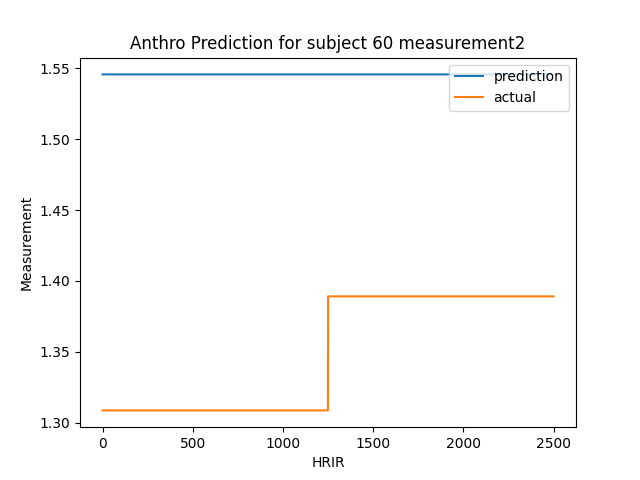 Anthro Prediction for subject 60 measurement2
prediction
actual
1.55
1.50
1.45
1.40
1.35
1.30
Measurement
0 500 1000 1500 2000 2500
HRIR